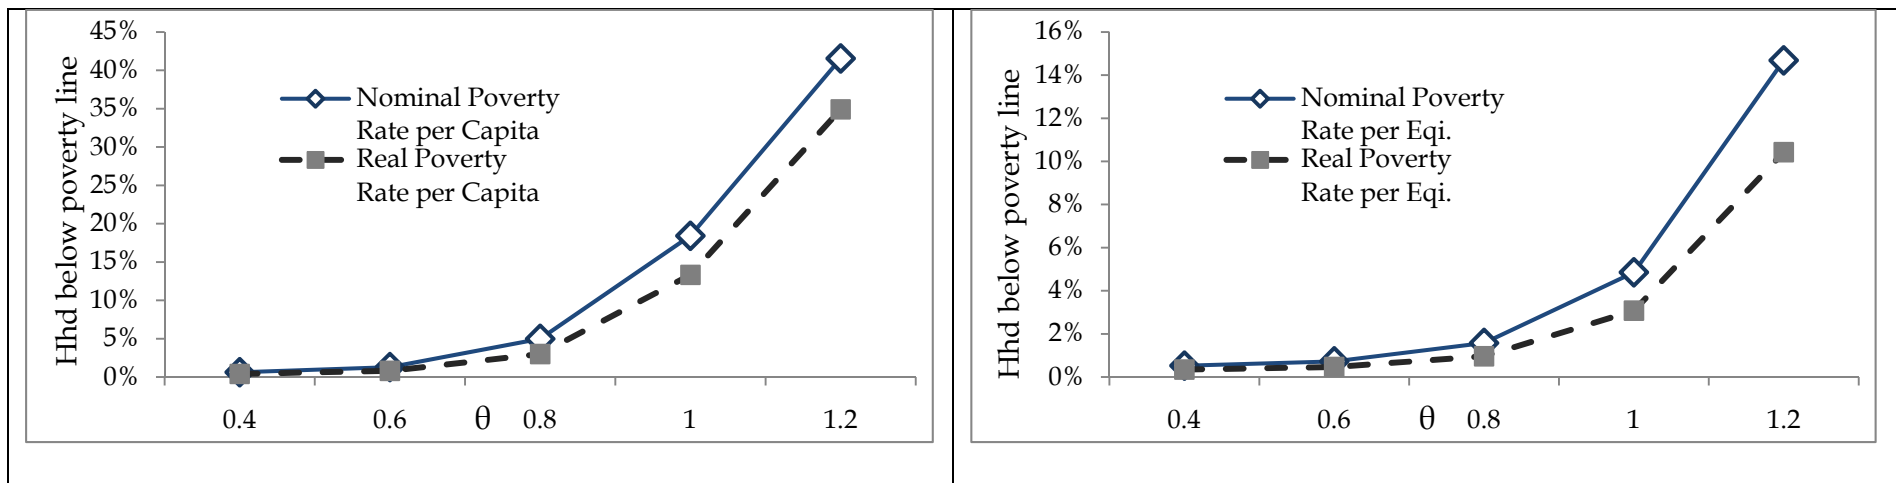 45%
40%
35%
30%
25%
20%
15%
10%
5%
0%
Hhd below poverty line
Nominal Poverty
Rate per Capita
Real Poverty
Rate per Capita
0.4
0.6
θ
0.8
1
1.2
16%
14%
12%
10%
8%
6%
4%
2%
0%
Hhd below poverty line
Nominal Poverty
Rate per Eqi.
Real Poverty
Rate per Eqi.
0.4
0.6
θ
0.8
1
1.2